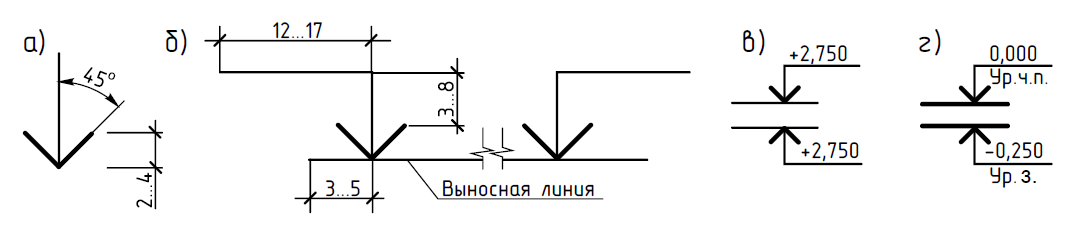 а)
45°
2...4
б)
12...17
3...8
3...5
Выносная линия
в)
+2,750
+2,750
г)
0,000
Ур.ч.п.
-0,250
Ур. з.